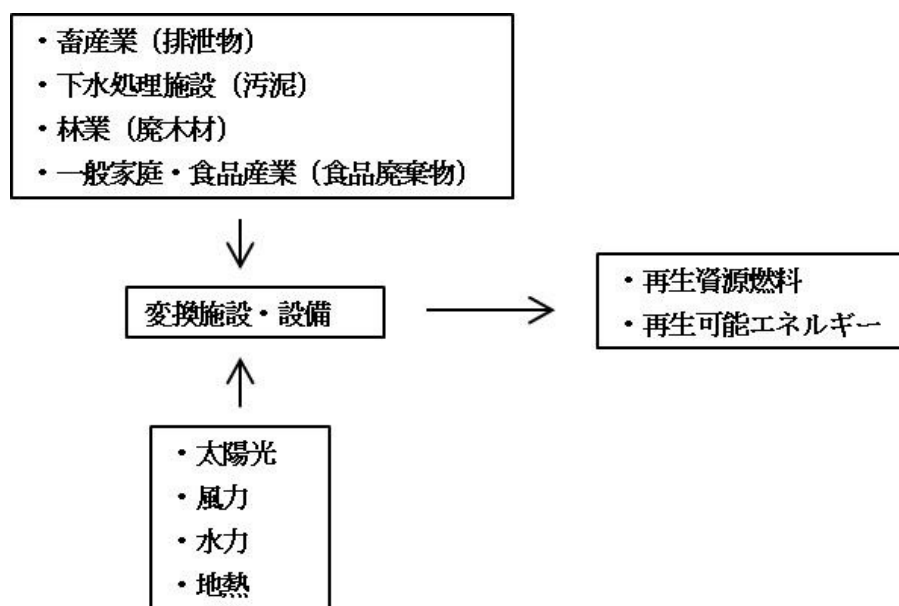 ・畜産業（排泄物）
・下水処理施設（汚泥）
・林業（廃木材）
・一般家庭・食品産業（食品廃棄物）
変換施設・設備
・再生資源燃料
・再生可能エネルギー
・太陽光
・風力
・水力
・地熱